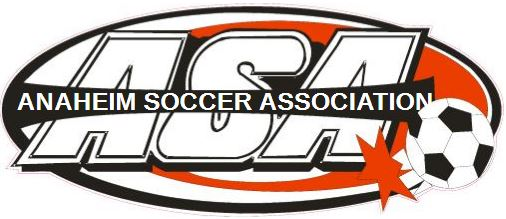 ASA
ANAHEIM SOCCER ASSOCIATION